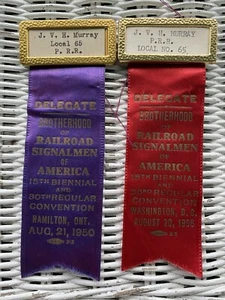 J. V. H. Murray
Local 65
P. R. R.
DELEGATE
BROTHERHOOD
OF
RAILROAD
SIGNALMEN
OF
AMERICA
15TH BIENNIAL
AND
30TH REGULAR
CONVENTION
HAMILTON, ONT.
AUG. 21, 1950
J. V. H. MURRAY
P.R.R.
LOCAL NO. 65
DELEGATE
BROTHERHOOD
OF
RAILROAD
SIGNALMEN
OF
AMERICA
BIENNIAL
AND
REGULAR
CONVENTION
WASHINGTON, D. C.
AUGUST